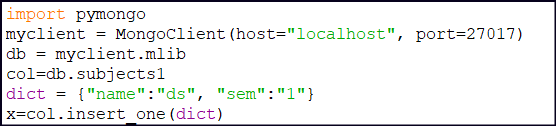 import pymongo
myclient = MongoClient(host="localhost", port=27017)
db = myclient.mlib
col=db.subjects1
dict = {"name":"ds", "sem":"1"}
x=col.insert_one(dict)